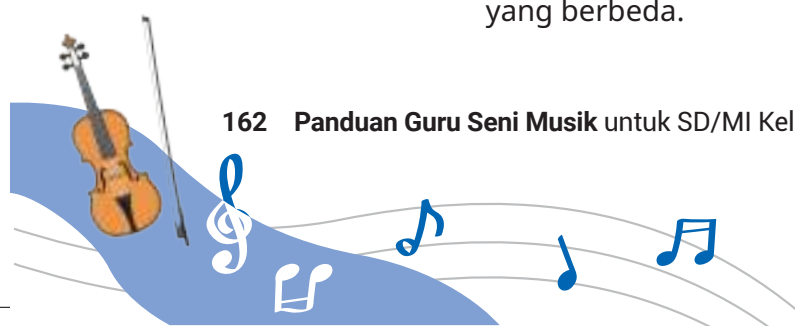 yang berbeda.
162 Panduan Guru Seni Musik untuk SD/MI Kel